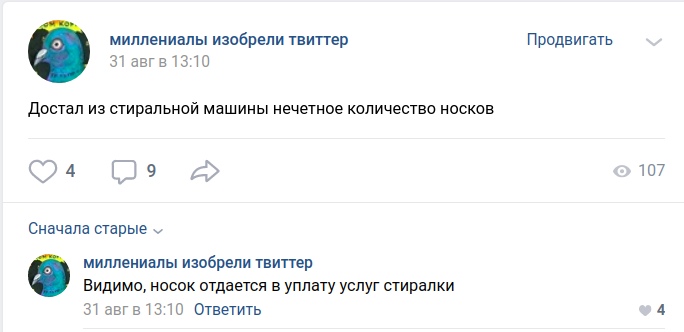 миллениалы изобрели твиттер
Продвигать
31 авг в 13:10
Достал из стиральной машины нечетное количество носков
4
9
107
Сначала старые
миллениалы изобрели твиттер
Видимо, носок отдается в уплату услуг стиралки
31 авг в 13:10 Ответить
4